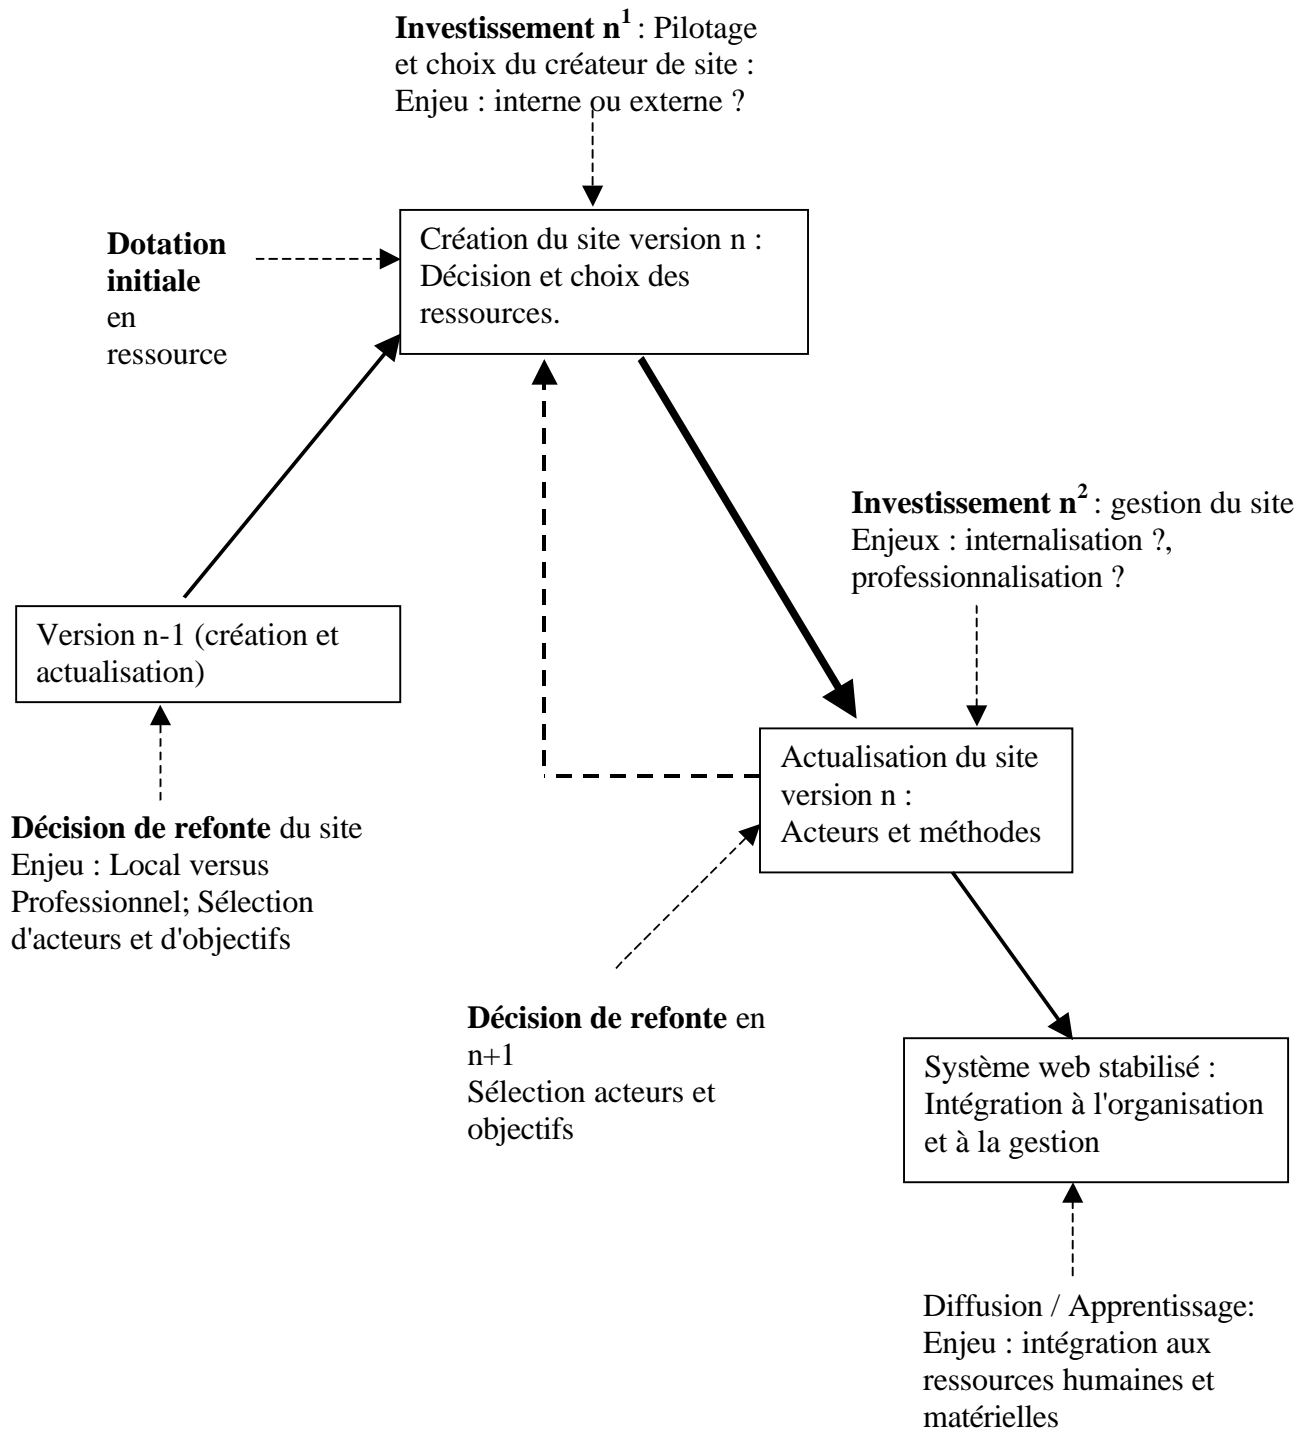 Investissement n1 : Pilotage
et choix du créateur de site :
Enjeu : interne ou externe ?
Dotation
initiale
en
ressource
Création du site version n :
Décision et choix des
ressources.
Investissement n2 : gestion du site
Enjeux : internalisation ?,
professionnalisation ?
Version n-1 (création et
actualisation)
Actualisation du site
version n :
Acteurs et méthodes
Décision de refonte du site
Enjeu : Local versus
Professionnel; Sélection
d'acteurs et d'objectifs
Décision de refonte en
n+1
Sélection acteurs et
objectifs
Système web stabilisé :
Intégration à l'organisation
et à la gestion
Diffusion / Apprentissage:
Enjeu : intégration aux
ressources humaines et
matérielles